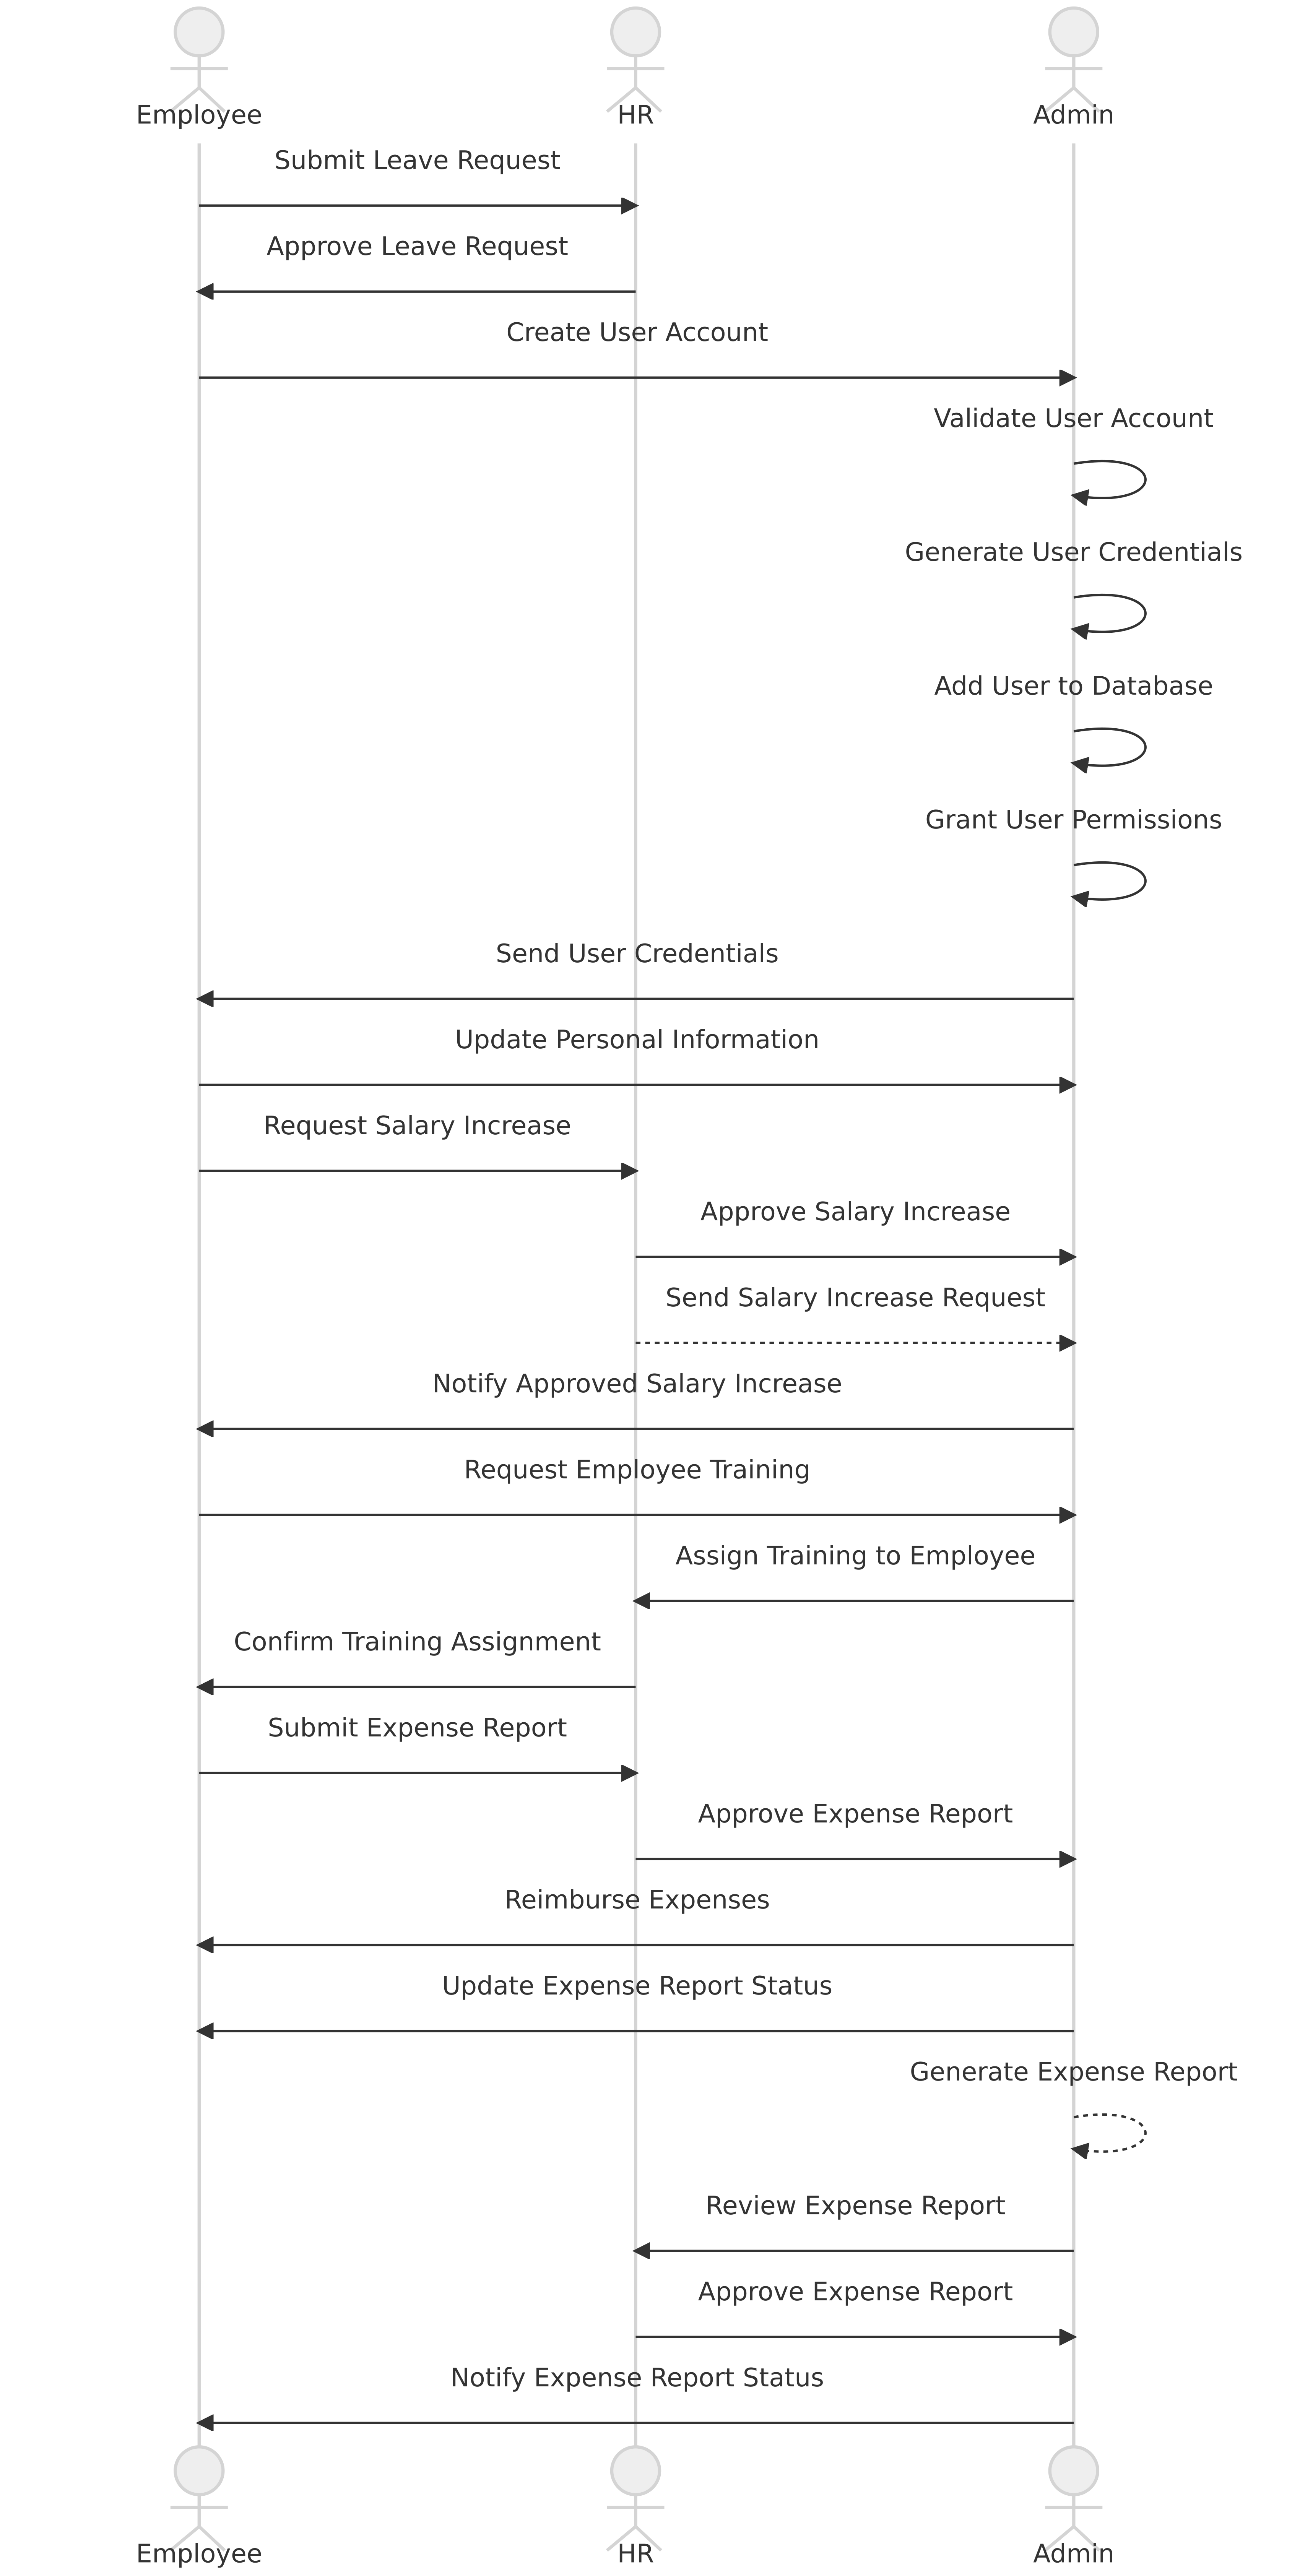 Employee
HR
Admin
Submit Leave Request
Approve Leave Request
Create User Account
Validate User Account
Generate User Credentials
Add User to Database
Grant User Permissions
Send User Credentials
Update Personal Information
Request Salary Increase
Approve Salary Increase
Send Salary Increase Request
Notify Approved Salary Increase
Request Employee Training
Assign Training to Employee
Confirm Training Assignment
Submit Expense Report
Approve Expense Report
Reimburse Expenses
Update Expense Report Status
Generate Expense Report
Review Expense Report
Approve Expense Report
Notify Expense Report Status
Employee
HR
Admin